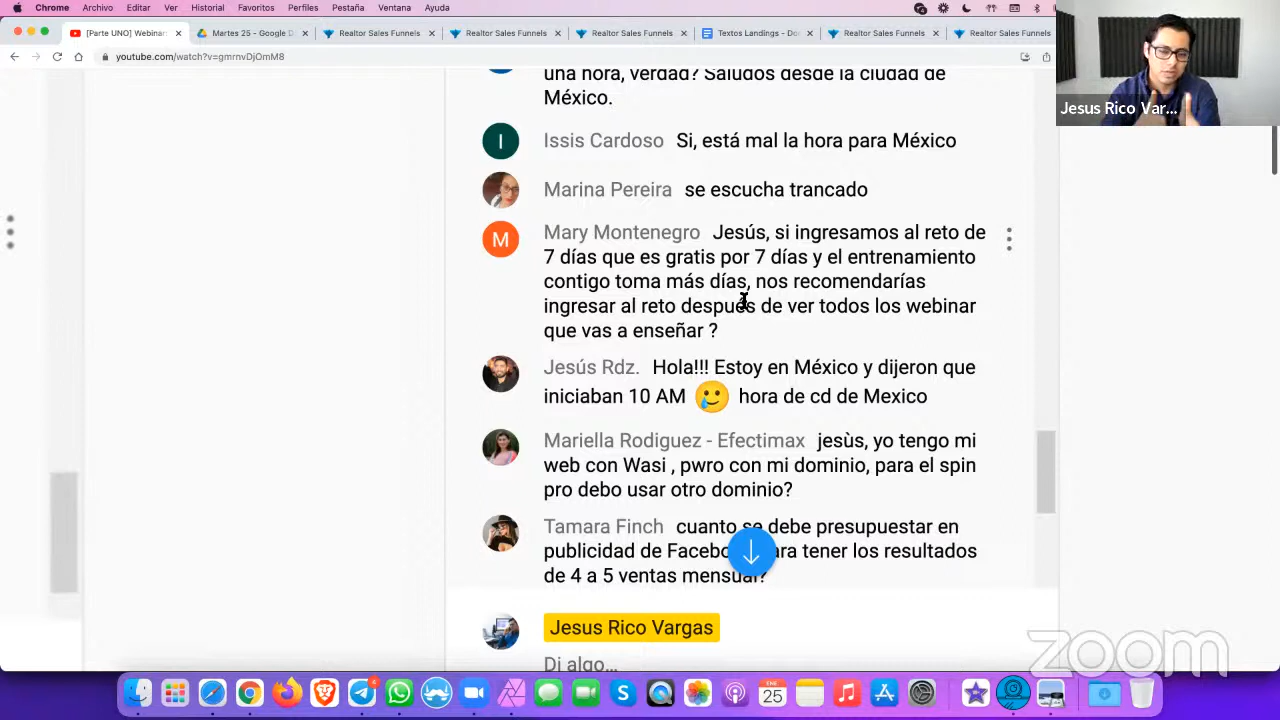 Chrome Archivo Editar Ver Historial Favoritos Perfiles Pestaña Ventana Ayuda
[Parte UNO] Webinar
Martes 25 - Google D
Realtor Sales Funnels
Realtor Sales Funnels
Realtor Sales Funnels
Textos Landings - Do
Realtor Sales Funnels
Realtor Sales Funnels
youtube.com/watch?v=gmrnvDjOmM8
Jesus Rico Var...
una hora, verdad? Saludos desde la ciudad de
México.
I
Issis Cardoso Si, está mal la hora para México
Marina Pereira se escucha trancado
M
Mary Montenegro Jesús, si ingresamos al reto de
7 días que es gratis por 7 días y el entrenamiento
contigo toma más días, nos recomendarías
ingresar al reto después de ver todos los webinar
que vas a enseñar ?
Jesús Rdz. Hola!!! Estoy en México y dijeron que
iniciaban 10 AM 🥲 hora de cd de Mexico
Mariella Rodiguez - Efectimax jesùs, yo tengo mi
web con Wasi , pwro con mi dominio, para el spin
pro debo usar otro dominio?
Tamara Finch cuanto se debe presupuestar en
publicidad de Facebo ara tener los resultados
de 4 a 5 ventas mensual?
Jesus Rico Vargas
Di algo...
zoom
4
ENE
25